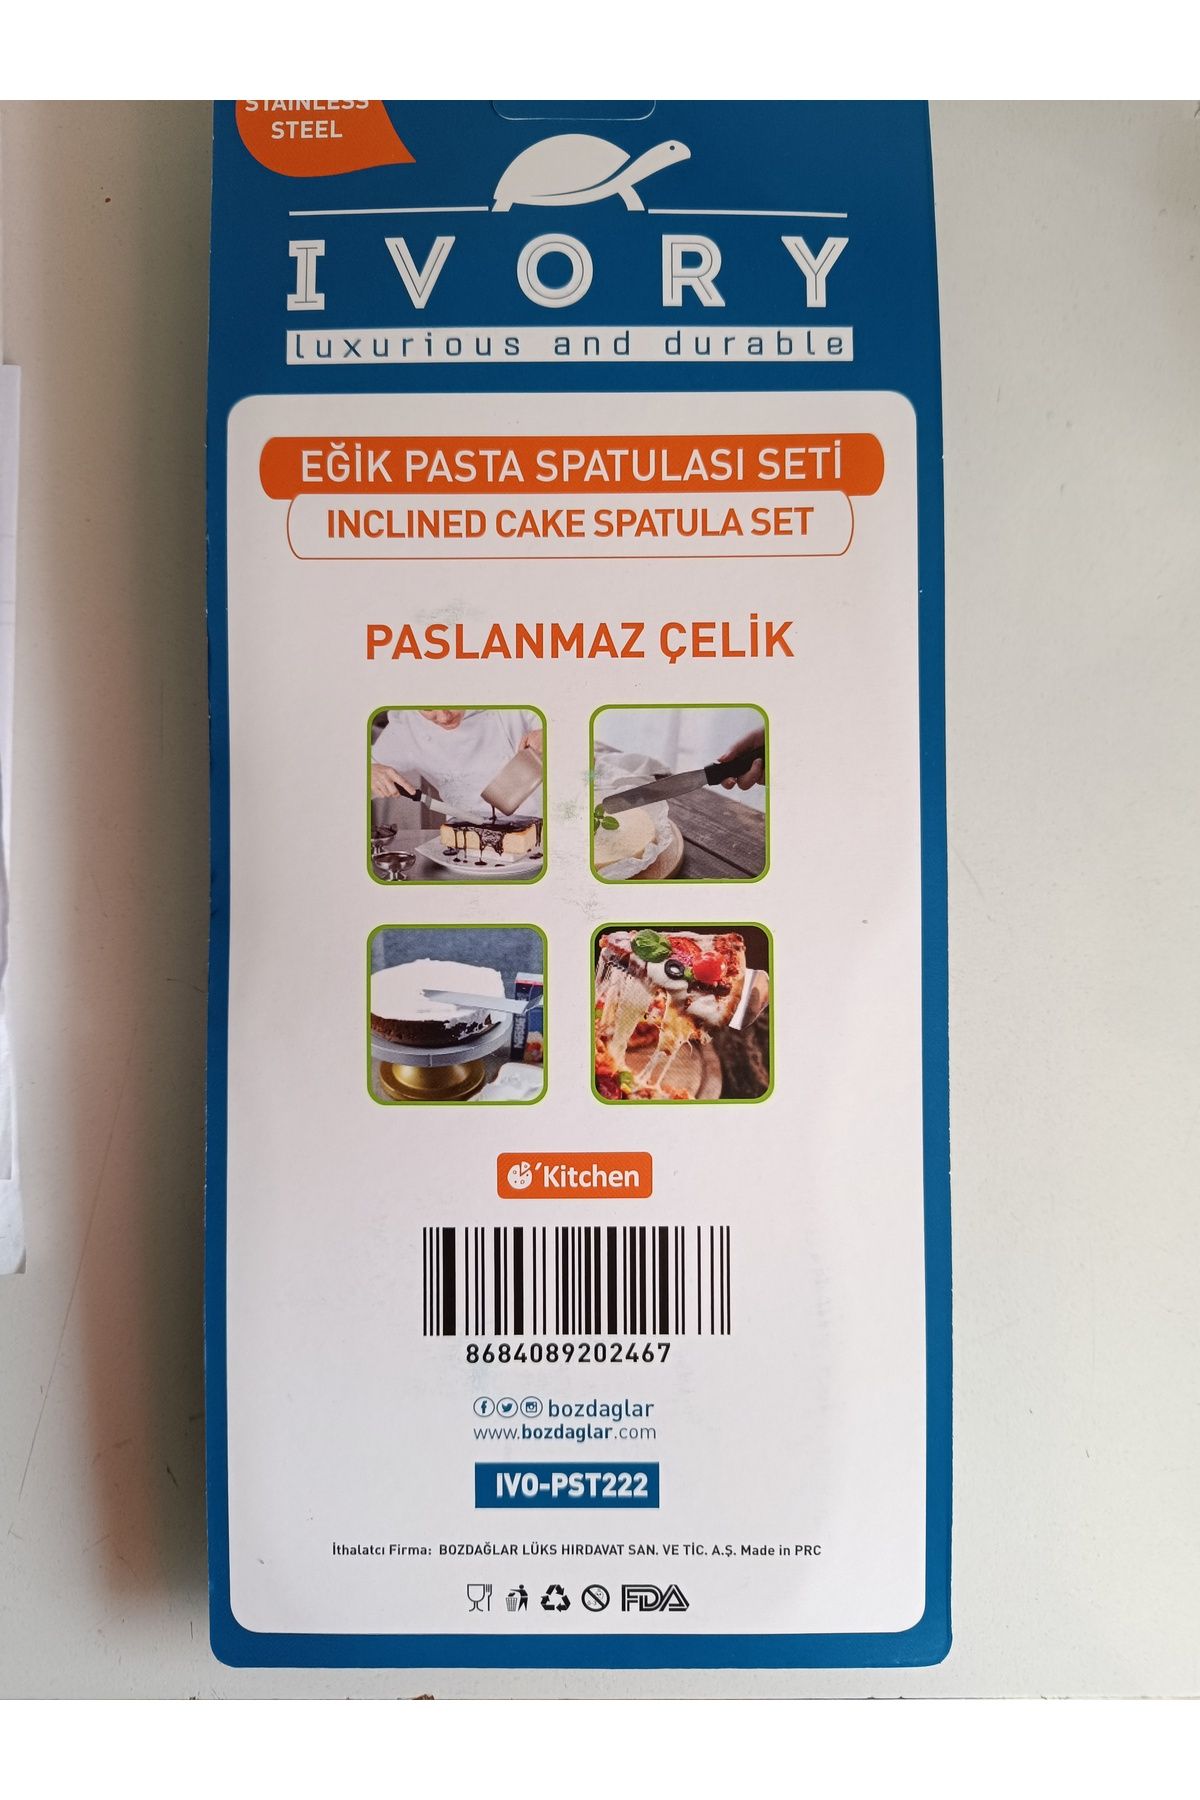 STAINLESS
STEEL
IVORY
luxurious and durable
EĞİK PASTA SPATULASI SETİ
INCLINED CAKE SPATULA SET
PASLANMAZ ÇELİK
'Kitchen
8684089202467
bozdaglar
www.bozdaglar.com
IVO-PST222
İthalatcı Firma: BOZDAĞLAR LÜKS HIRDAVAT SAN. VE TİC. A.Ş. Made in PRC
FDA